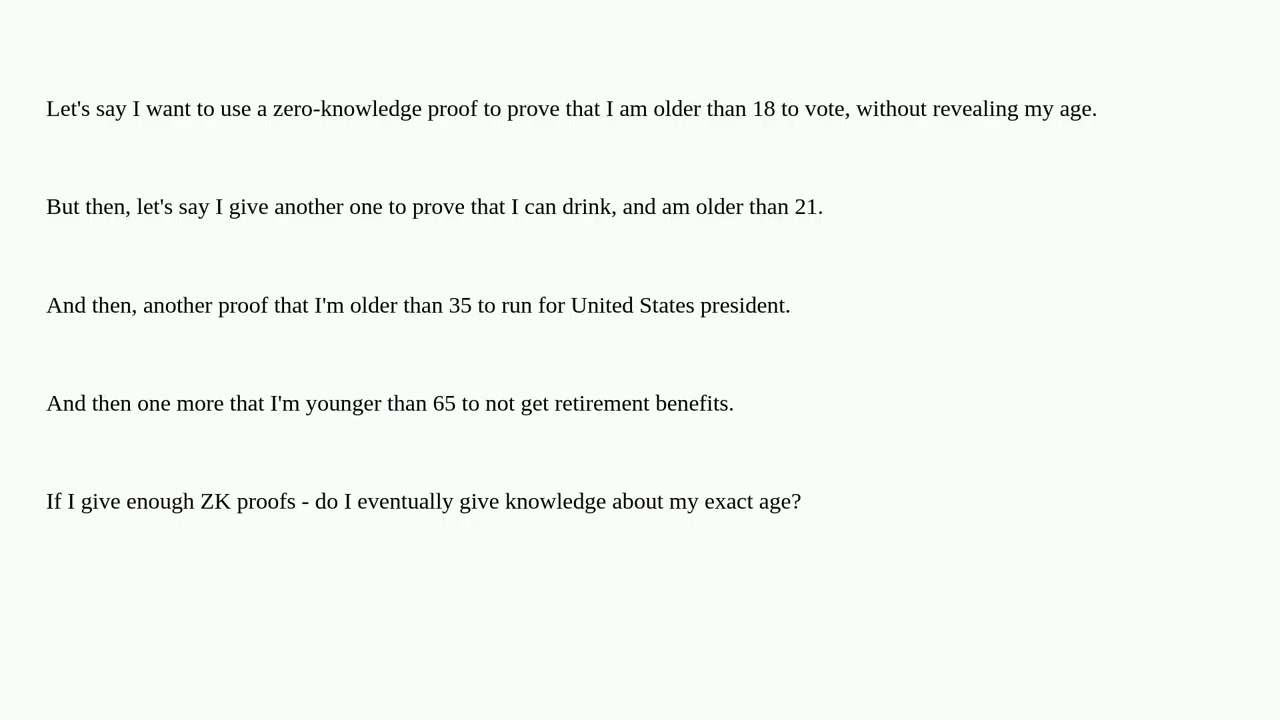 Let's say I want to use a zero-knowledge proof to prove that I am older than 18 to vote, without revealing my age.
But then, let's say I give another one to prove that I can drink, and am older than 21.
And then, another proof that I'm older than 35 to run for United States president.
And then one more that I'm younger than 65 to not get retirement benefits.
If I give enough ZK proofs - do I eventually give knowledge about my exact age?